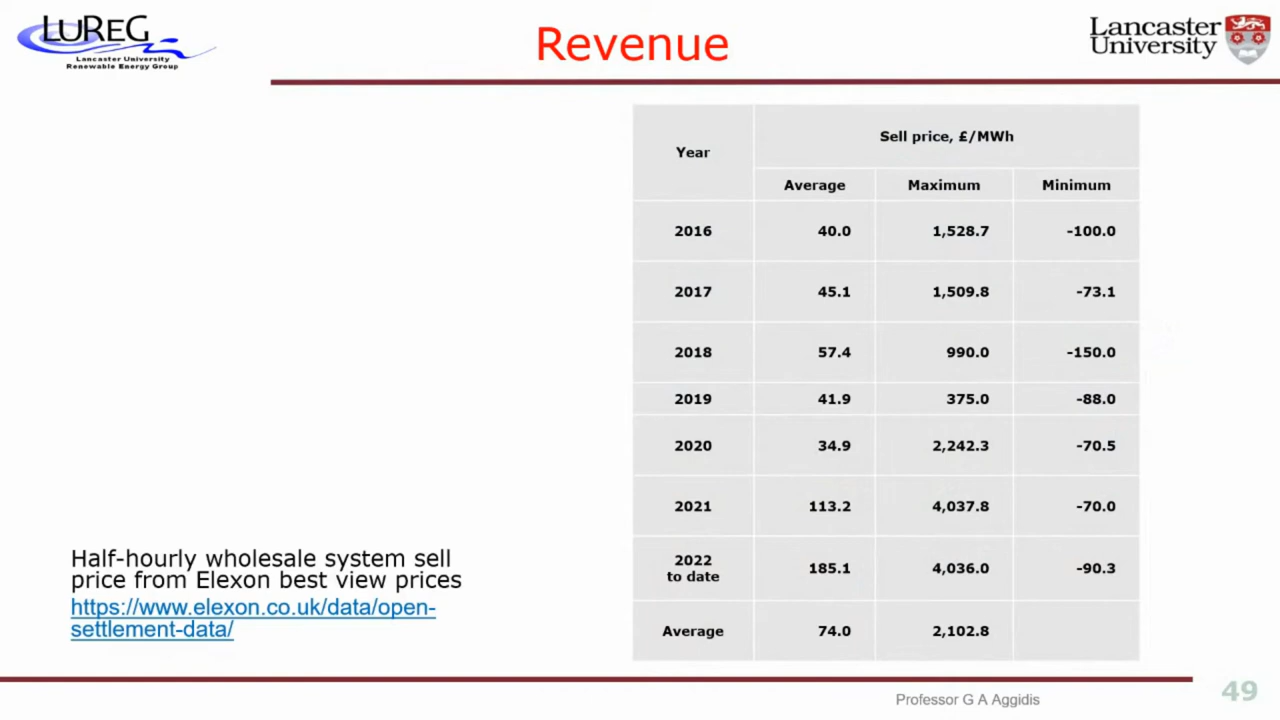 LUREG
Lancaster University
Renewable Energy Group
Revenue
Lancaster
University
Year
Sell price, £/MWh
Average Maximum Minimum
2016 40.0 1,528.7 -100.0
2017 45.1 1,509.8 -73.1
2018 57.4 990.0 -150.0
2019 41.9 375.0 -88.0
2020 34.9 2,242.3 -70.5
2021 113.2 4,037.8 -70.0
2022
to date 185.1 4,036.0 -90.3
Average 74.0 2,102.8
Half-hourly wholesale system sell
price from Elexon best view prices
https://www.elexon.co.uk/data/open-
settlement-data/
Professor G A Aggidis
49